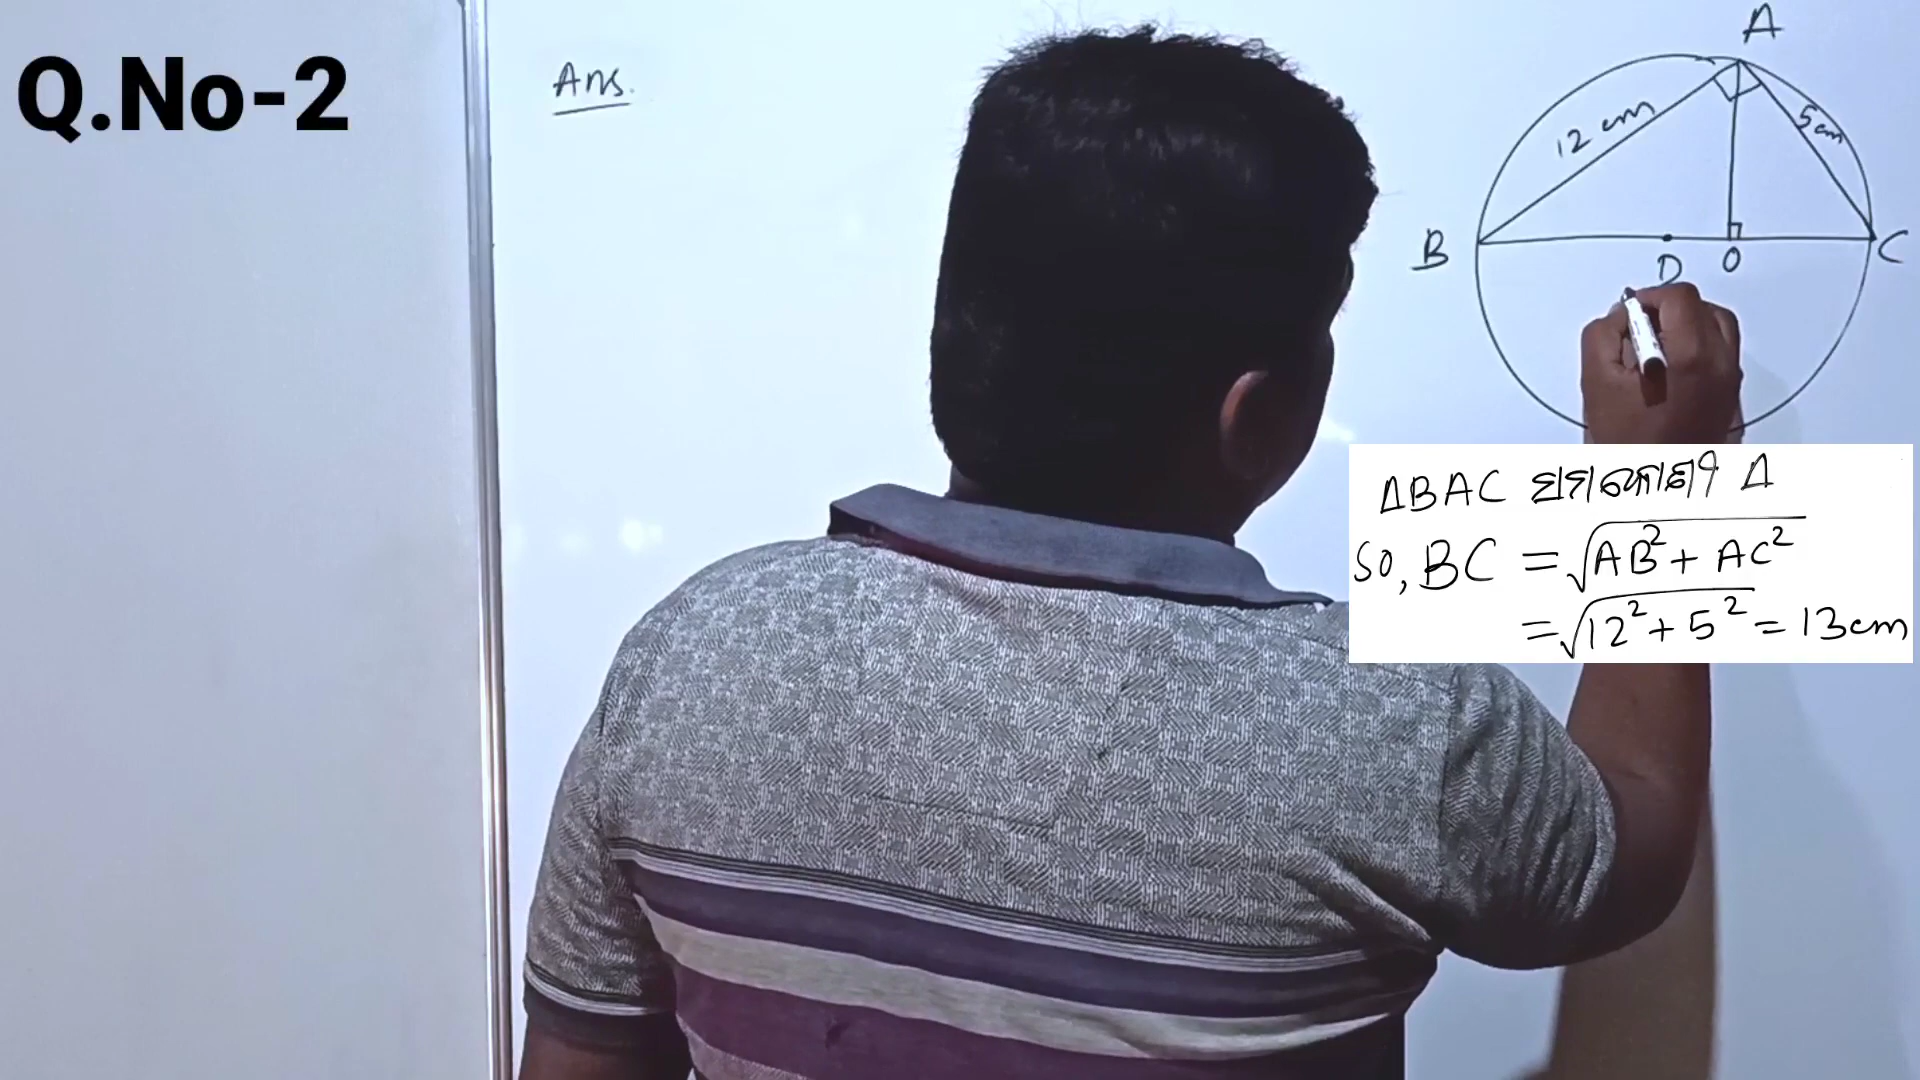 Q.No-2
Ans.
A
12 cm
5cm
B
D
O
C
ΔBAC ସମକୋଣୀ Δ
SO, BC = √AB² + AC²
= √12² + 5² = 13cm